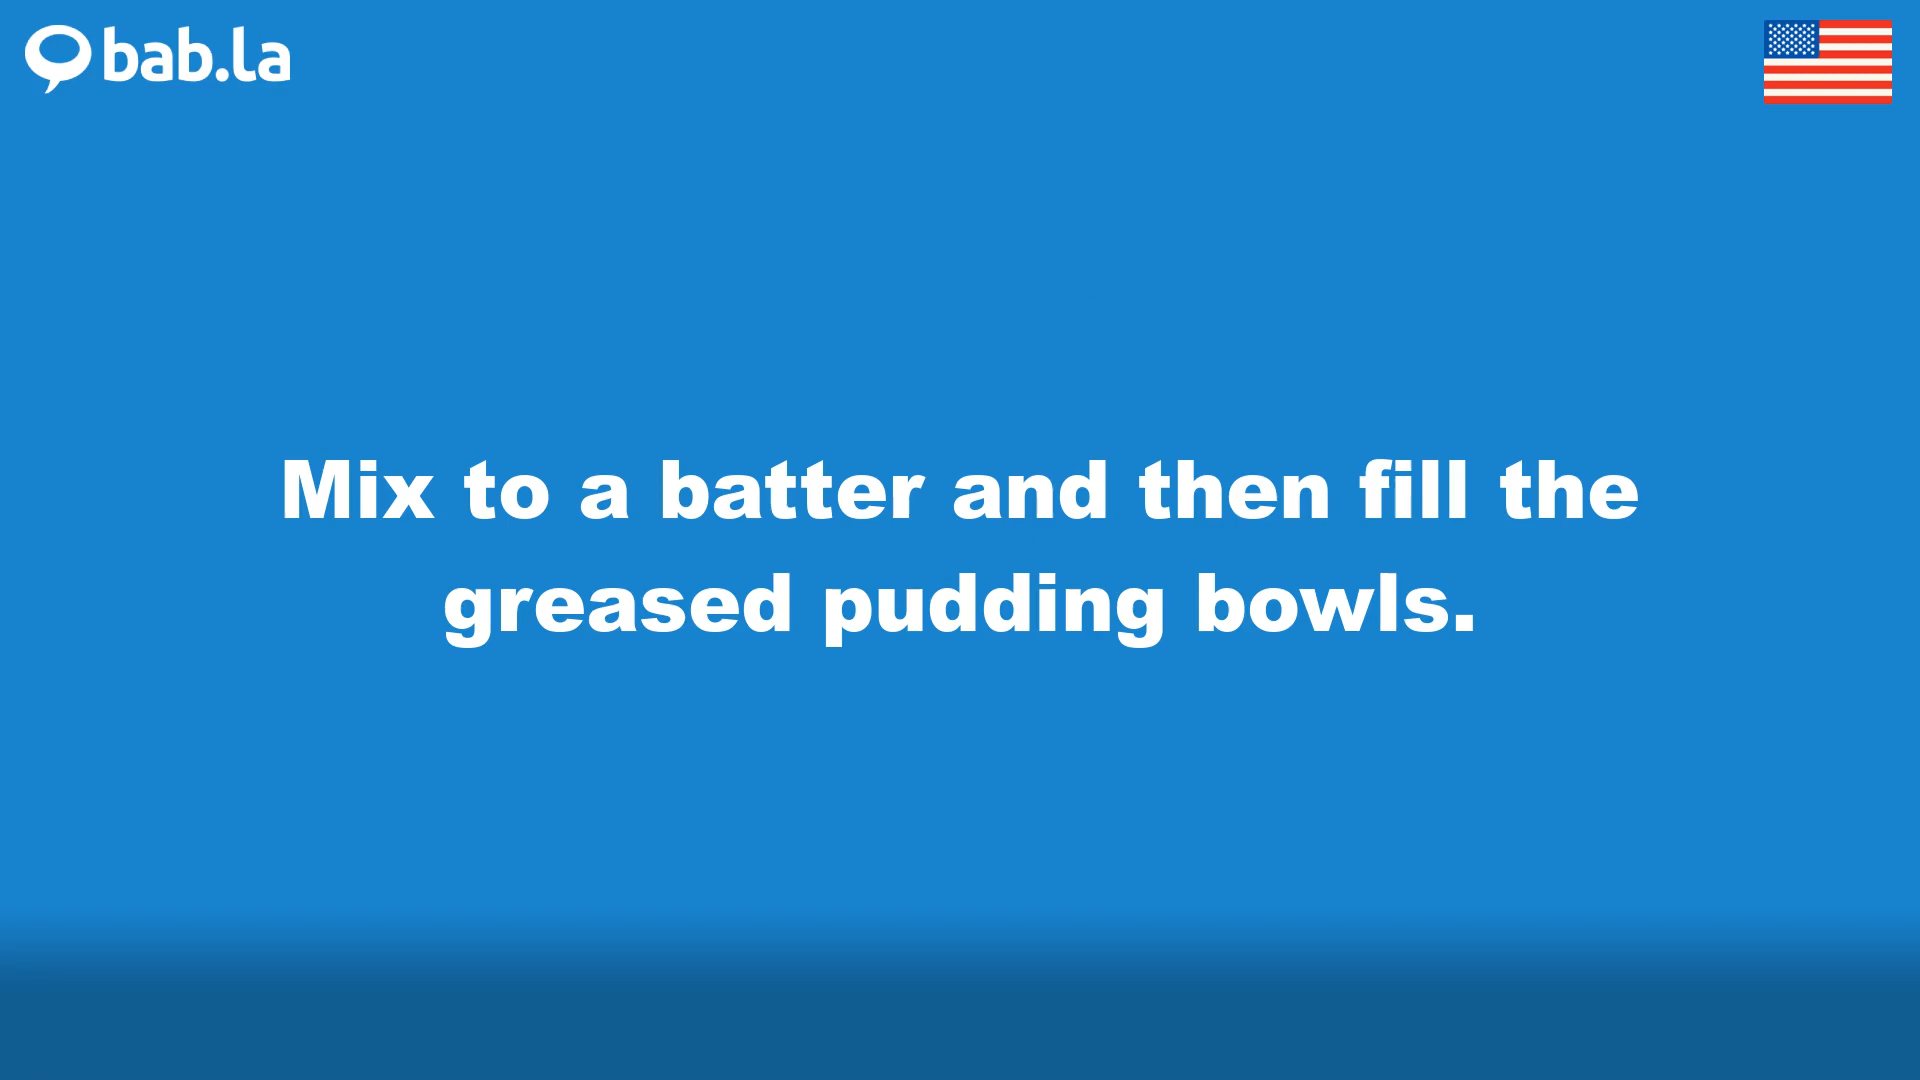 bab.la
Mix to a batter and then fill the
greased pudding bowls.